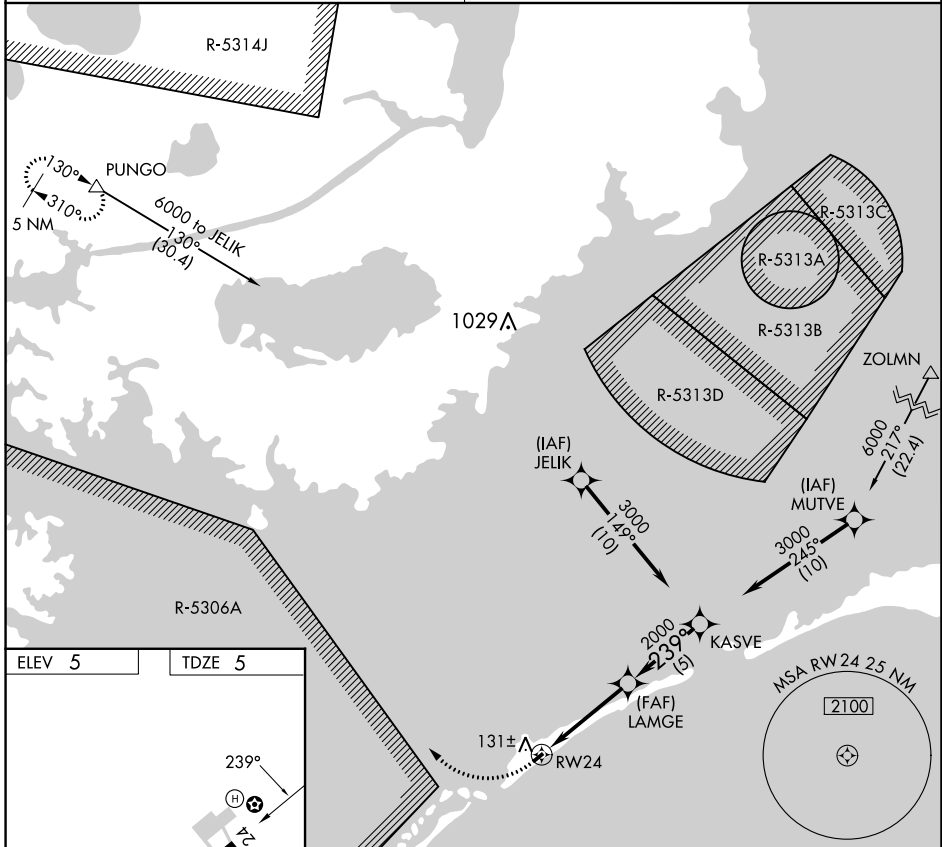 R-5314J
130°
PUNGO
310°
5 NM
6000 to JELIK
130°
(30.4)
R-5313C
R-5313A
R-5313B
R-5313D
1029
ZOLMN
6000
217°
(22.4)
(IAF)
JELIK
3000
149°
(10)
(IAF)
MUTVE
3000
245°
(10)
R-5306A
2000
239°
(5)
KASVE
(FAF)
LAMGE
131±
RW24
MSA RW24 25 NM
2100
ELEV 5
TDZE 5
239°
H
24